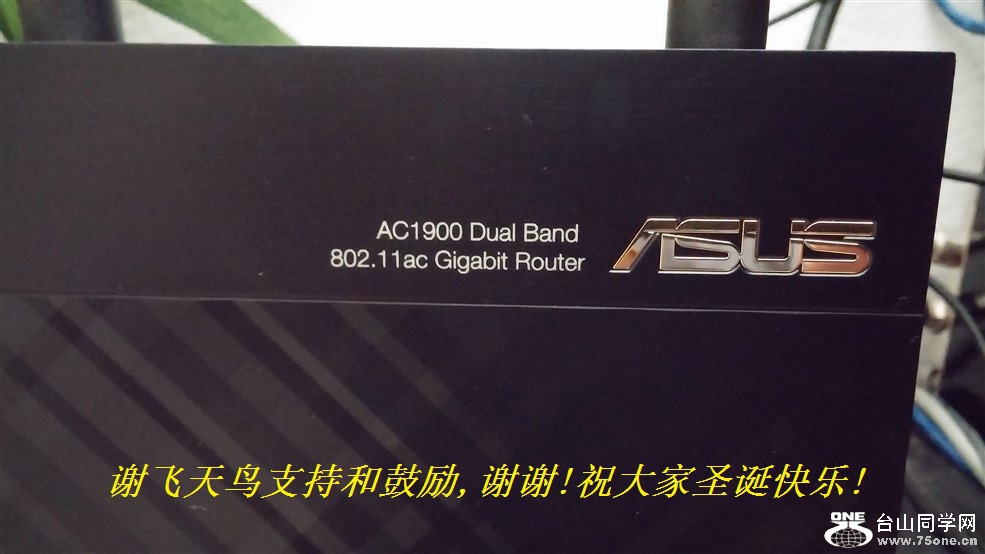 AC1900 Dual Band
802.11ac Gigabit Router
ASUS
谢飞天鸟支持和鼓励,谢谢!祝大家圣诞快乐!
ONE
台山同学网
www.75one.cn